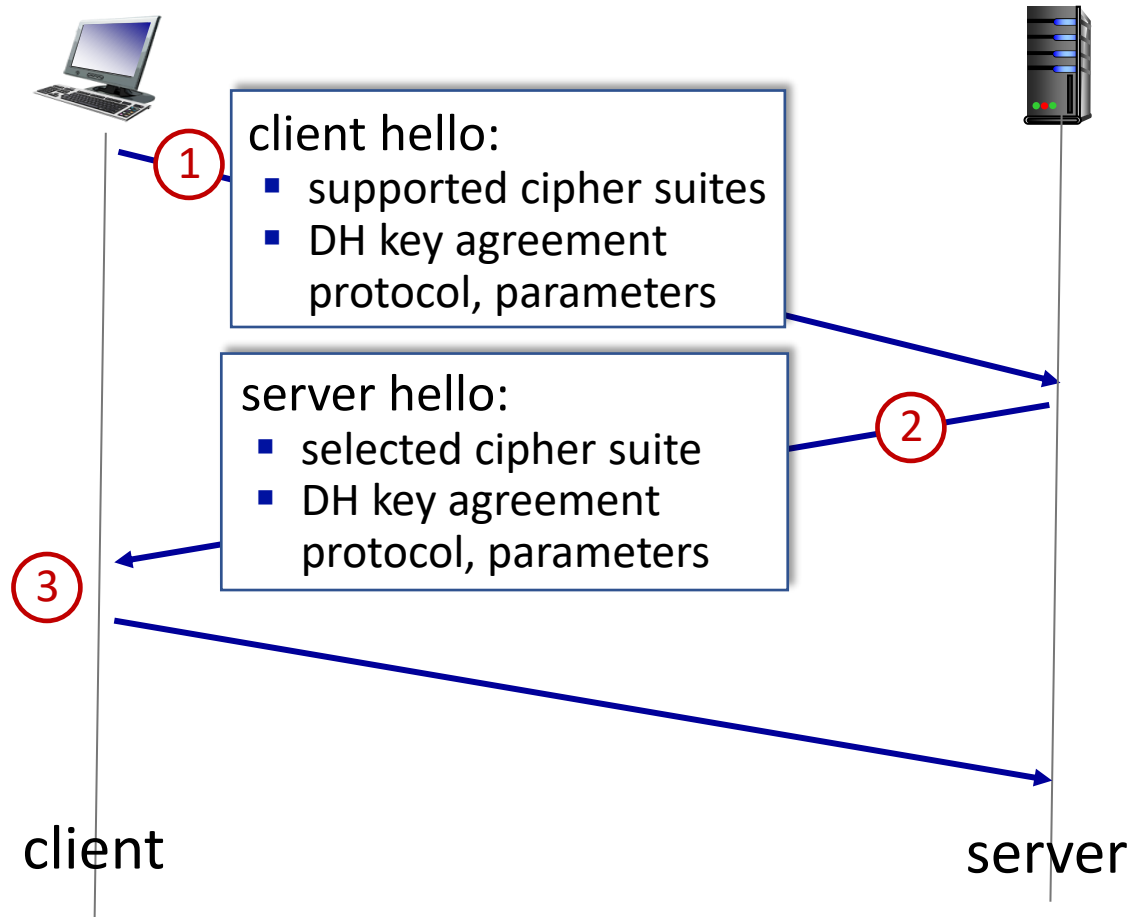 1
client hello:
▪ supported cipher suites
▪ DH key agreement
protocol, parameters
server hello:
▪ selected cipher suite
▪ DH key agreement
protocol, parameters
2
3
client
server